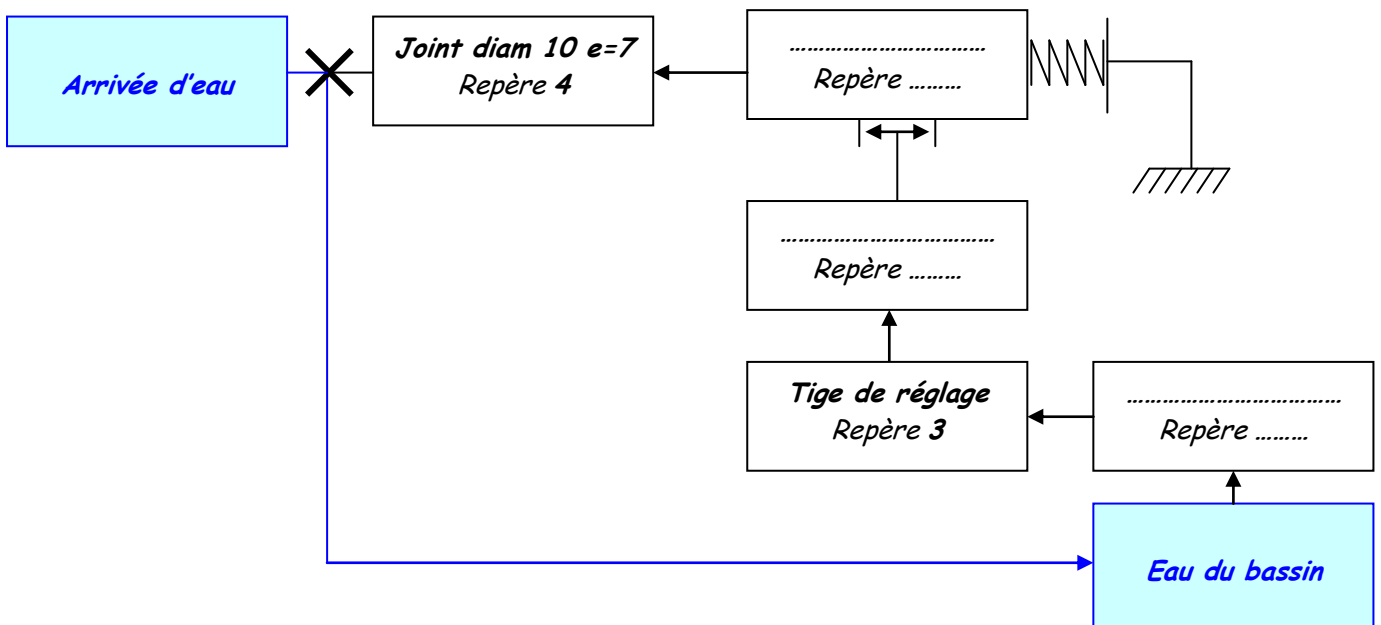 Arrivée d'eau
Joint diam 10 e=7
Repère 4
................................
Repère .........
...................................
Repère .........
Tige de réglage
Repère 3
...................................
Repère .........
Eau du bassin